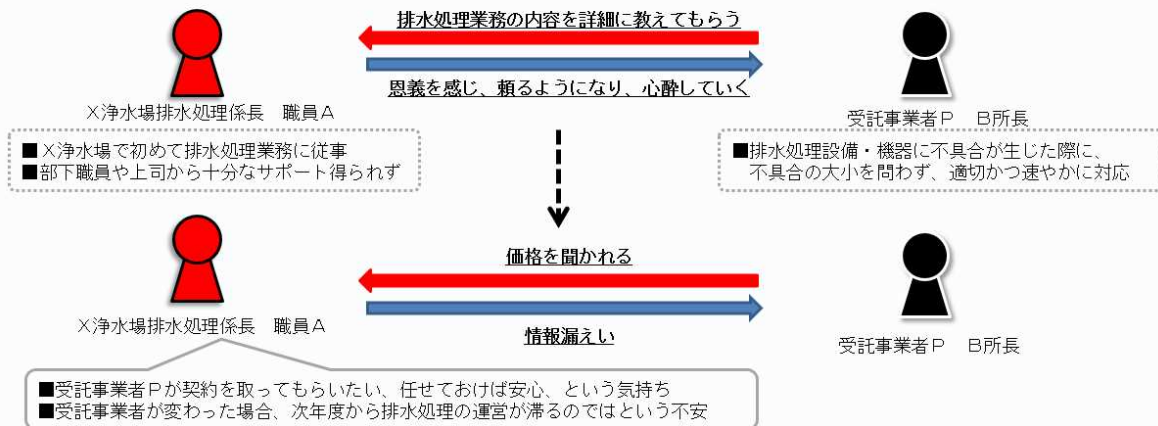 排水処理業務の内容を詳細に教えてもらう
恩義を感じ、頼るようになり、心酔していく
X浄水場排水処理係長　職員A
受託事業者P　B所長
■X浄水場で初めて排水処理業務に従事
■部下職員や上司から十分なサポート得られず
■排水処理設備・機器に不具合が生じた際に、
不具合の大小を問わず、適切かつ速やかに対応
価格を聞かれる
X浄水場排水処理係長　職員A
情報漏えい
受託事業者P　B所長
■受託事業者Pが契約を取ってもらいたい、任せておけば安心、という気持ち
■受託事業者が変わった場合、次年度から排水処理の運営が滞るのではという不安